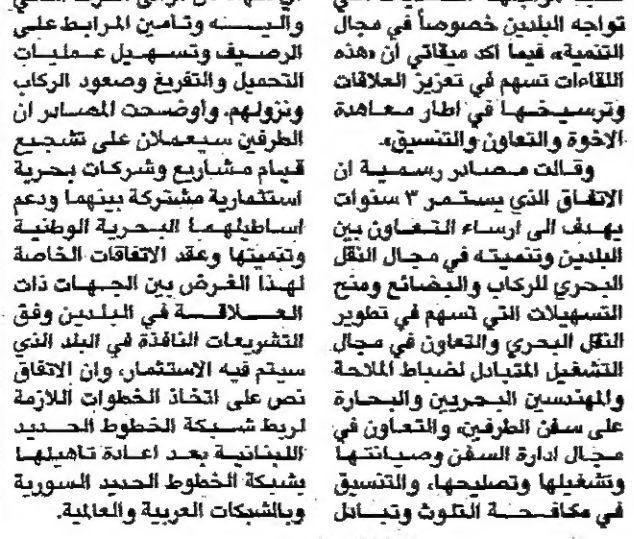 تواجه البلدين خصوصاً في مجال
التنمية» فيما اكد ميقاتي ان «هذه
اللقاءات تسهم في تعزيز العلاقات
وترسيخها في اطار معاهدة
الاخوة والتعاون والتنسيق».
وقالت مصادر رسمية ان
الاتفاق الذي يستمر ٣ سنوات
يهدف الى ارساء التعاون بين
البلدين وتنميته في مجال النقل
البحري للركاب والبضائع ومنح
التسهيلات التي تسهم في تطوير
النقل البحري والتعاون في مجال
التشغيل المتبادل لضباط الملاحة
والمهندسين البحريين والبحارة
على سفن الطرفين، والتعاون في
مجال ادارة السفن وصيانتها
وتشغيلها وتصليحها، والتنسيق
في مكافحة التلوث وتبادل
واليه وتأمين المرابط على
الرصيف وتسهيل عمليات
التحميل والتفريغ وصعود الركاب
ونزولهم. وأوضحت المصادر ان
الطرفين سيعملان على تشجيع
قيام مشاريع وشركات بحرية
استثمارية مشتركة بينهما ودعم
اساطيلهما البحرية الوطنية
وتنميتها وعقد الاتفاقات الخاصة
لهذا الغرض بين الجهات ذات
العلاقة في البلدين وفق
التشريعات النافذة في البلد الذي
سيتم فيه الاستثمار، وان الاتفاق
نص على اتخاذ الخطوات اللازمة
لربط شبكة الخطوط الحديد
اللبنانية بعد اعادة تاهيلها
بشبكة الخطوط الحديد السورية
وبالشبكات العربية والعالمية.